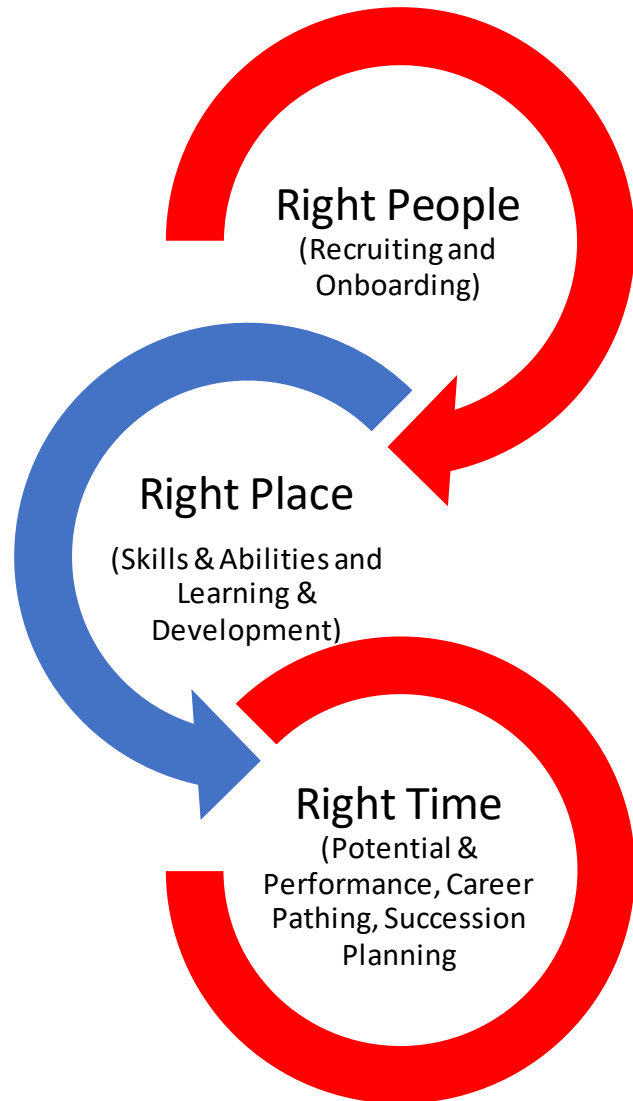 Right People
(Recruiting and
Onboarding)
Right Place
(Skills & Abilities and
Learning &
Development)
Right Time
(Potential &
Performance, Career
Pathing, Succession
Planning